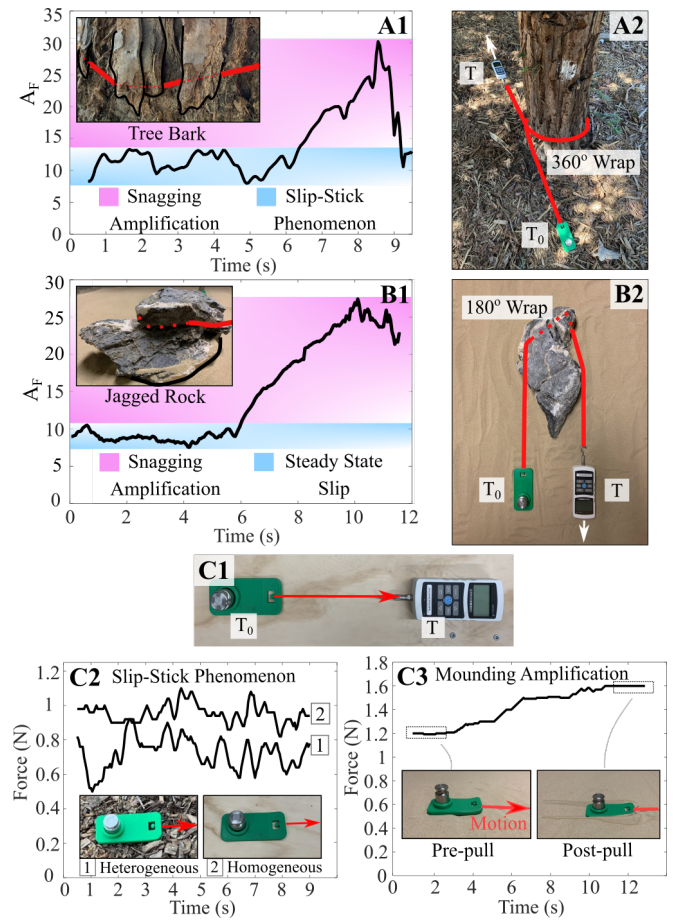 A1
A_F
35
30
25
20
15
10
5
0
Tree Bark
Snagging
Amplification
Slip-Stick
Phenomenon
0 1 2 3 4 5 6 7 8 9
Time (s)
A2
T
360° Wrap
T_0
B1
A_F
30
25
20
15
10
5
0
Jagged Rock
Snagging
Amplification
Steady State
Slip
0 2 4 6 8 10 12
Time (s)
B2
180° Wrap
T_0
T
C1
T_0
T
C2 Slip-Stick Phenomenon
Force (N)
1.2
1
0.8
0.6
0.4
0.2
0
2
1
1 Heterogeneous 2 Homogeneous
0 1 2 3 4 5 6 7 8 9
Time (s)
C3 Mounding Amplification
Force (N)
1.8
1.6
1.4
1.2
1
0.8
0.6
0.4
0.2
0
Motion
Pre-pull Post-pull
0 2 4 6 8 10 12 14
Time (s)